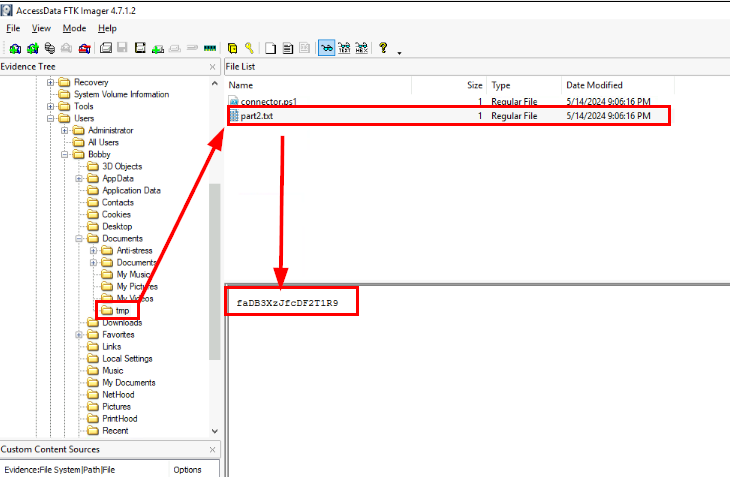 AccessData FTK Imager 4.7.1.2
File View Mode Help
Evidence Tree
Recovery
System Volume Information
Tools
Users
Administrator
All Users
Bobby
3D Objects
AppData
Application Data
Contacts
Cookies
Desktop
Documents
Anti-stress
Documents
My Music
My Pictures
My Videos
tmp
Downloads
Favorites
Links
Local Settings
Music
My Documents
NetHood
Pictures
PrintHood
Recent
Custom Content Sources
Evidence:File System|Path|File Options
File List
Name Size Type Date Modified
connector.ps1 1 Regular File 5/14/2024 9:06:16 PM
part2.txt 1 Regular File 5/14/2024 9:06:16 PM
faDB3XzJfcDF2T1R9